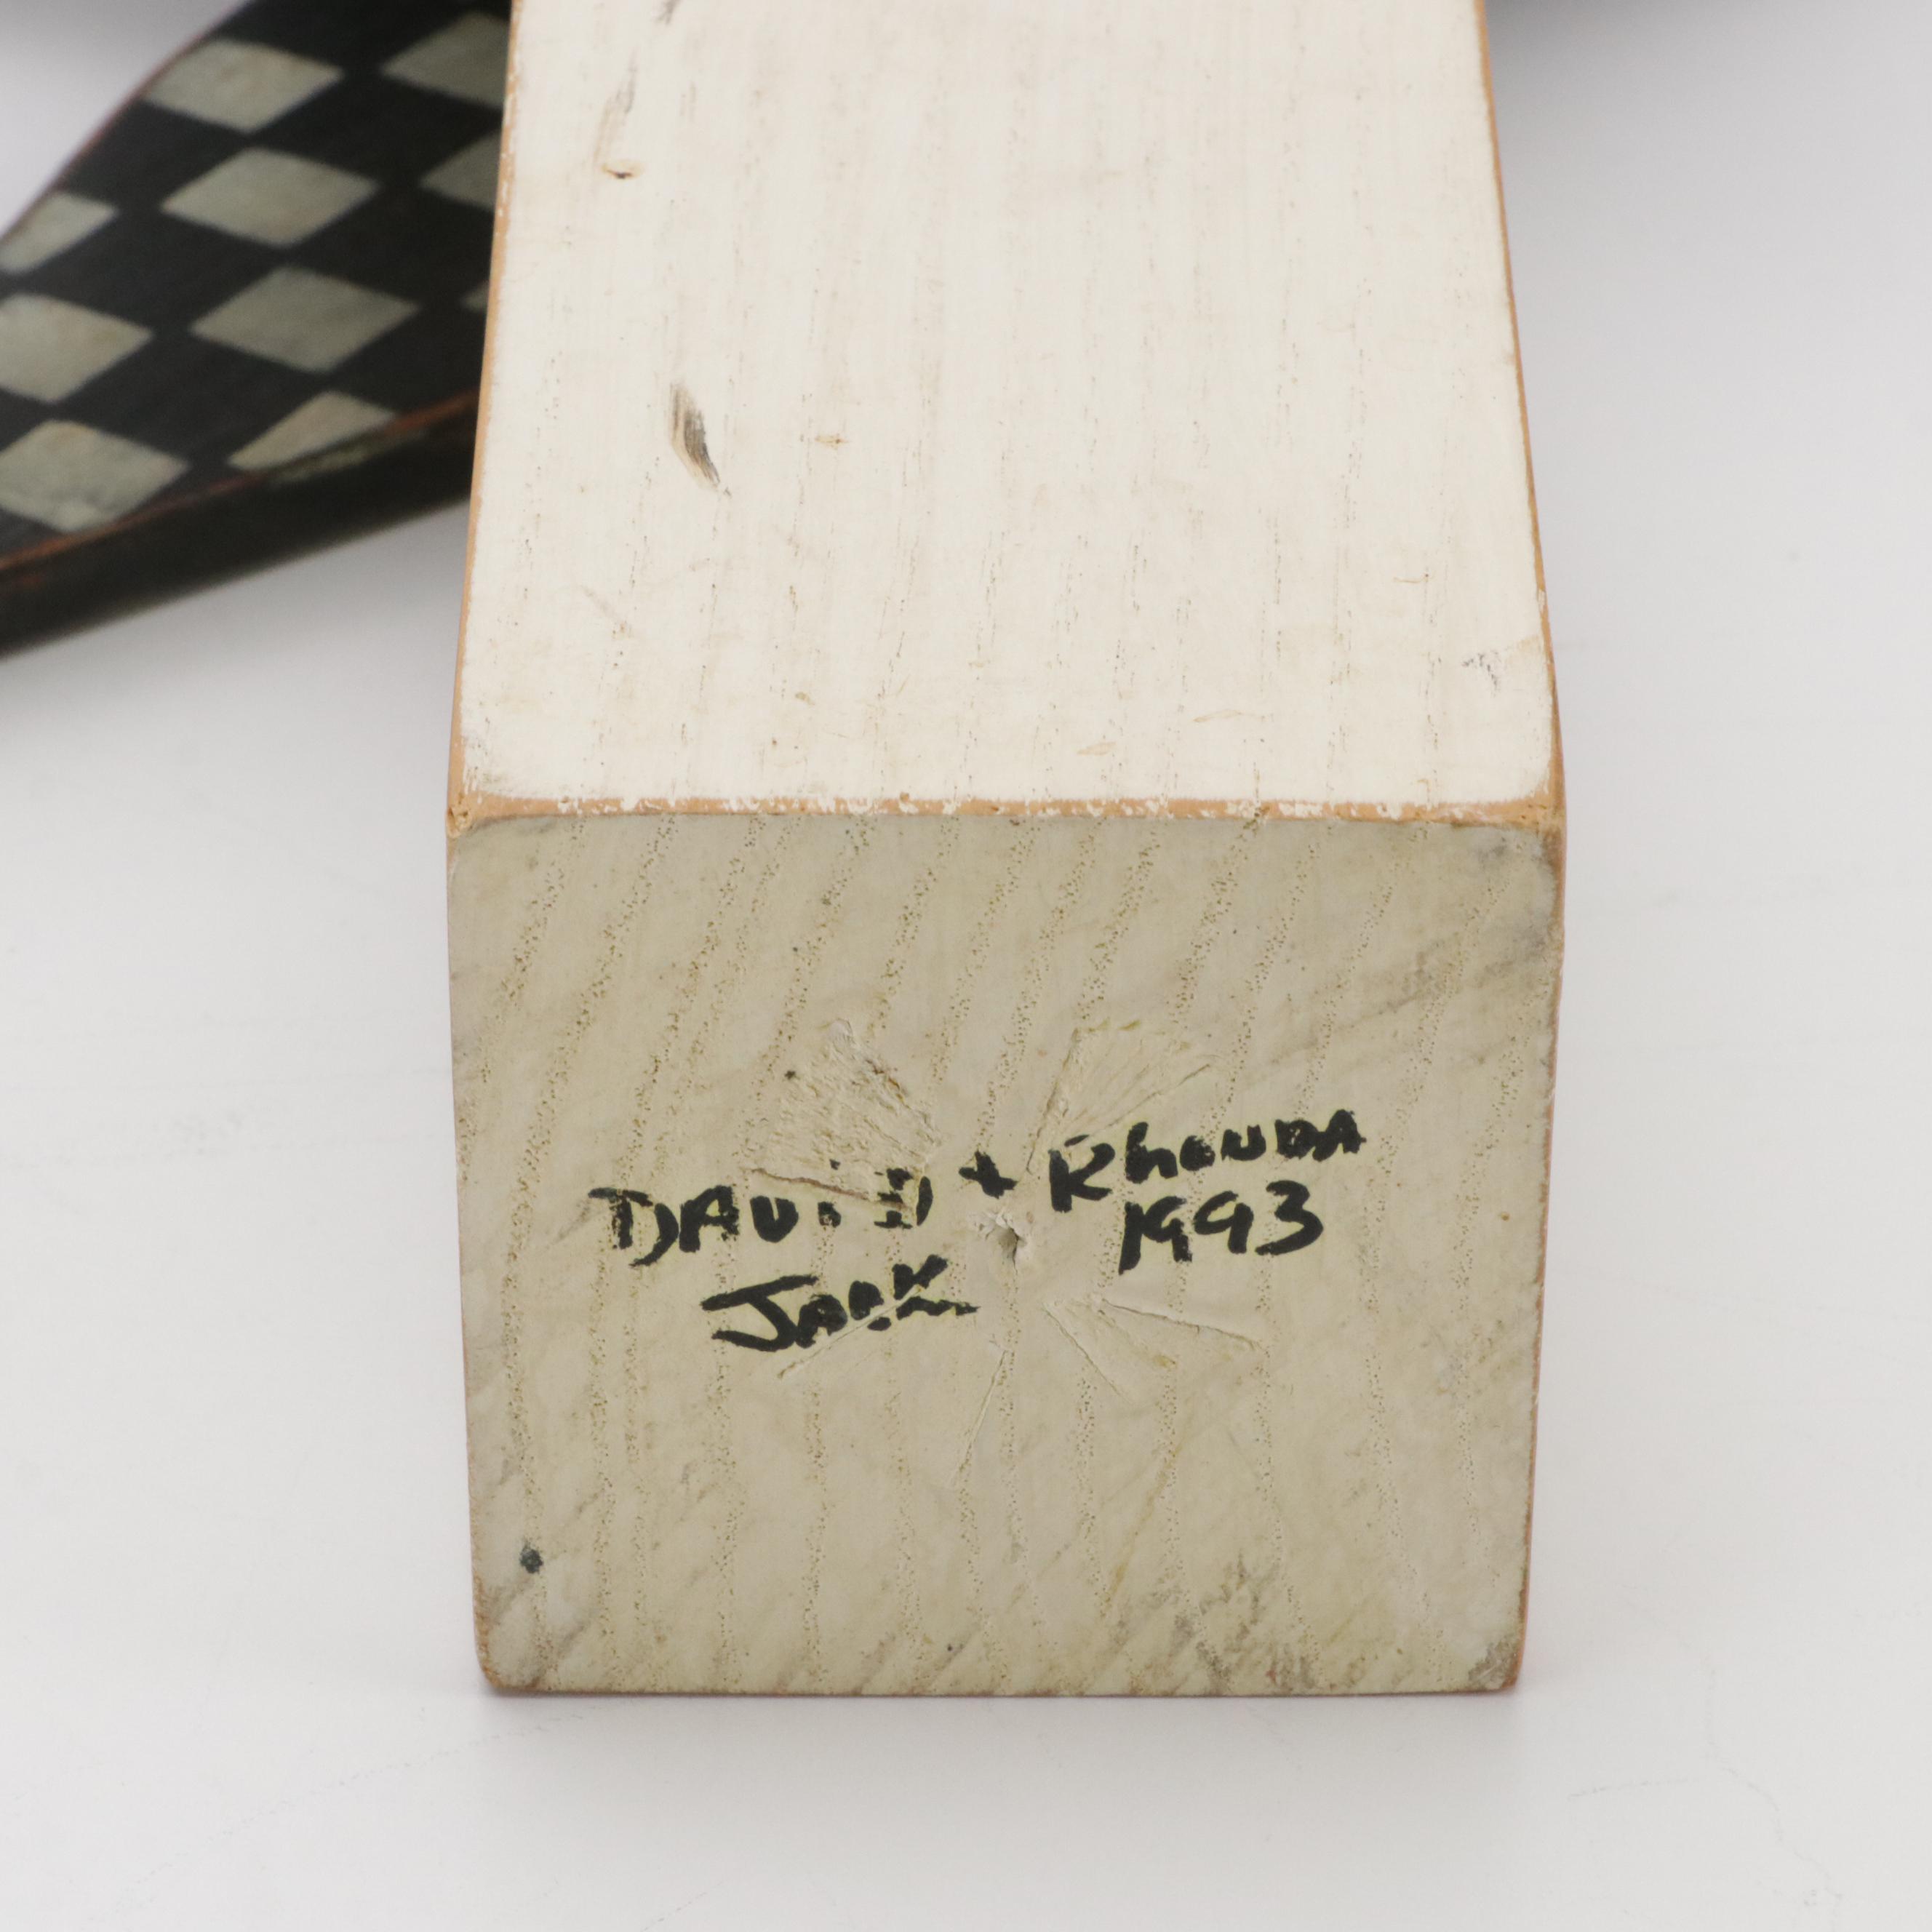 DAVID + RHONDA
1993
JACK